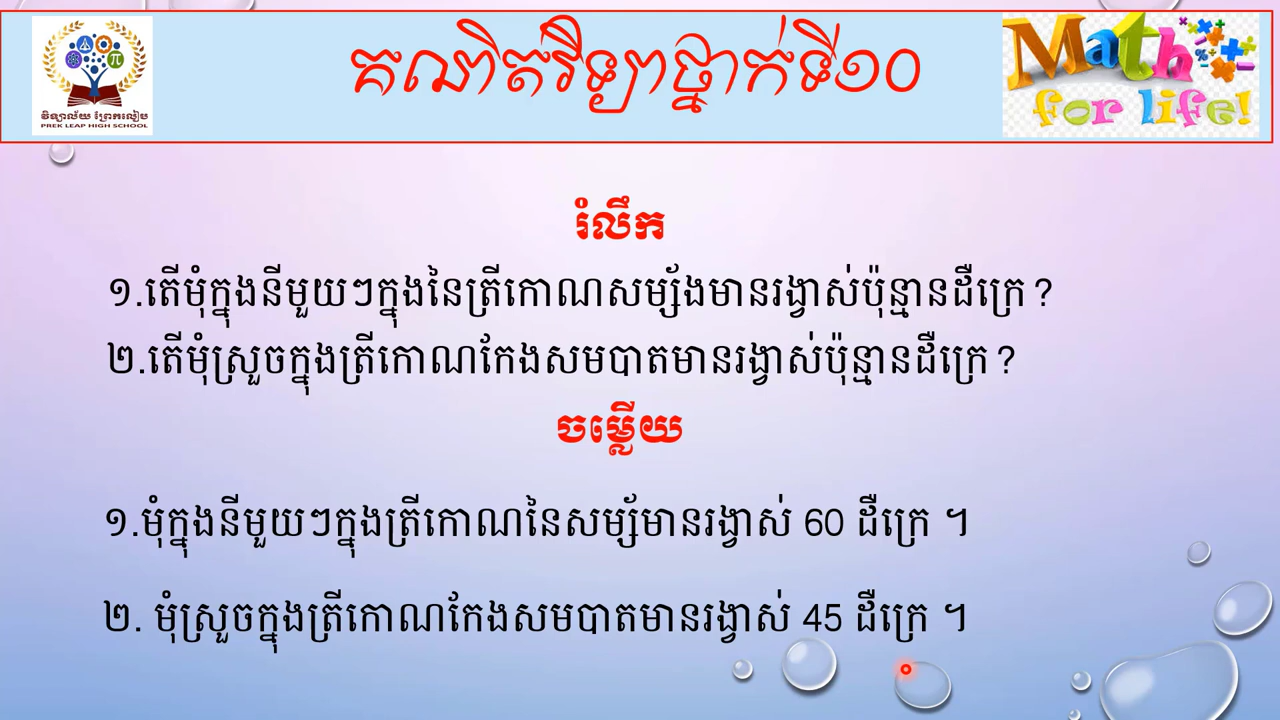 គណិតវិទ្យាថ្នាក់ទី១០
វិទ្យាល័យ ព្រែកលៀប
PREK LEAP HIGH SCHOOL
Math
for life!
រំលឹក
១.តើមុំក្នុងនីមួយៗក្នុងនៃត្រីកោណសម្ស័ងមានរង្វាស់ប៉ុន្មានដឺក្រេ?
២.តើមុំស្រួចក្នុងត្រីកោណកែងសមបាតមានរង្វាស់ប៉ុន្មានដឺក្រេ?
ចម្លើយ
១.មុំក្នុងនីមួយៗក្នុងត្រីកោណនៃសម្ស័មានរង្វាស់ 60 ដឺក្រេ ។
២. មុំស្រួចក្នុងត្រីកោណកែងសមបាតមានរង្វាស់ 45 ដឺក្រេ ។